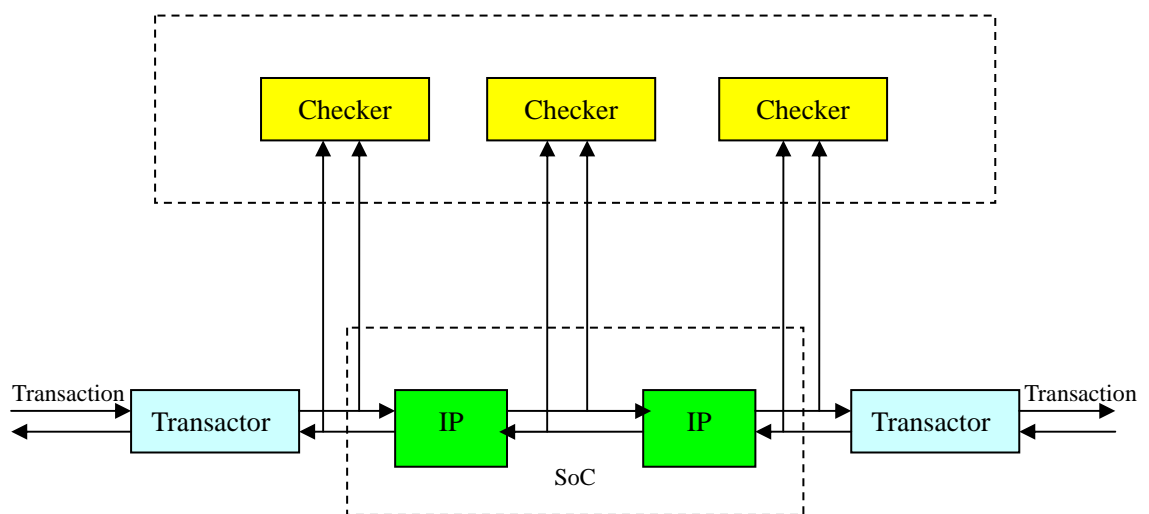 Checker
Checker
Checker
Transaction
Transactor
IP
IP
Transactor
Transaction
SoC